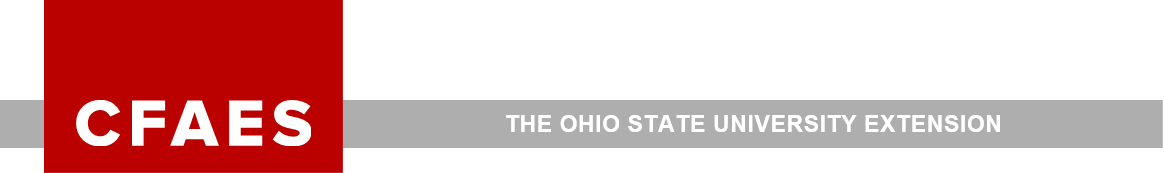 CFAES
THE OHIO STATE UNIVERSITY EXTENSION